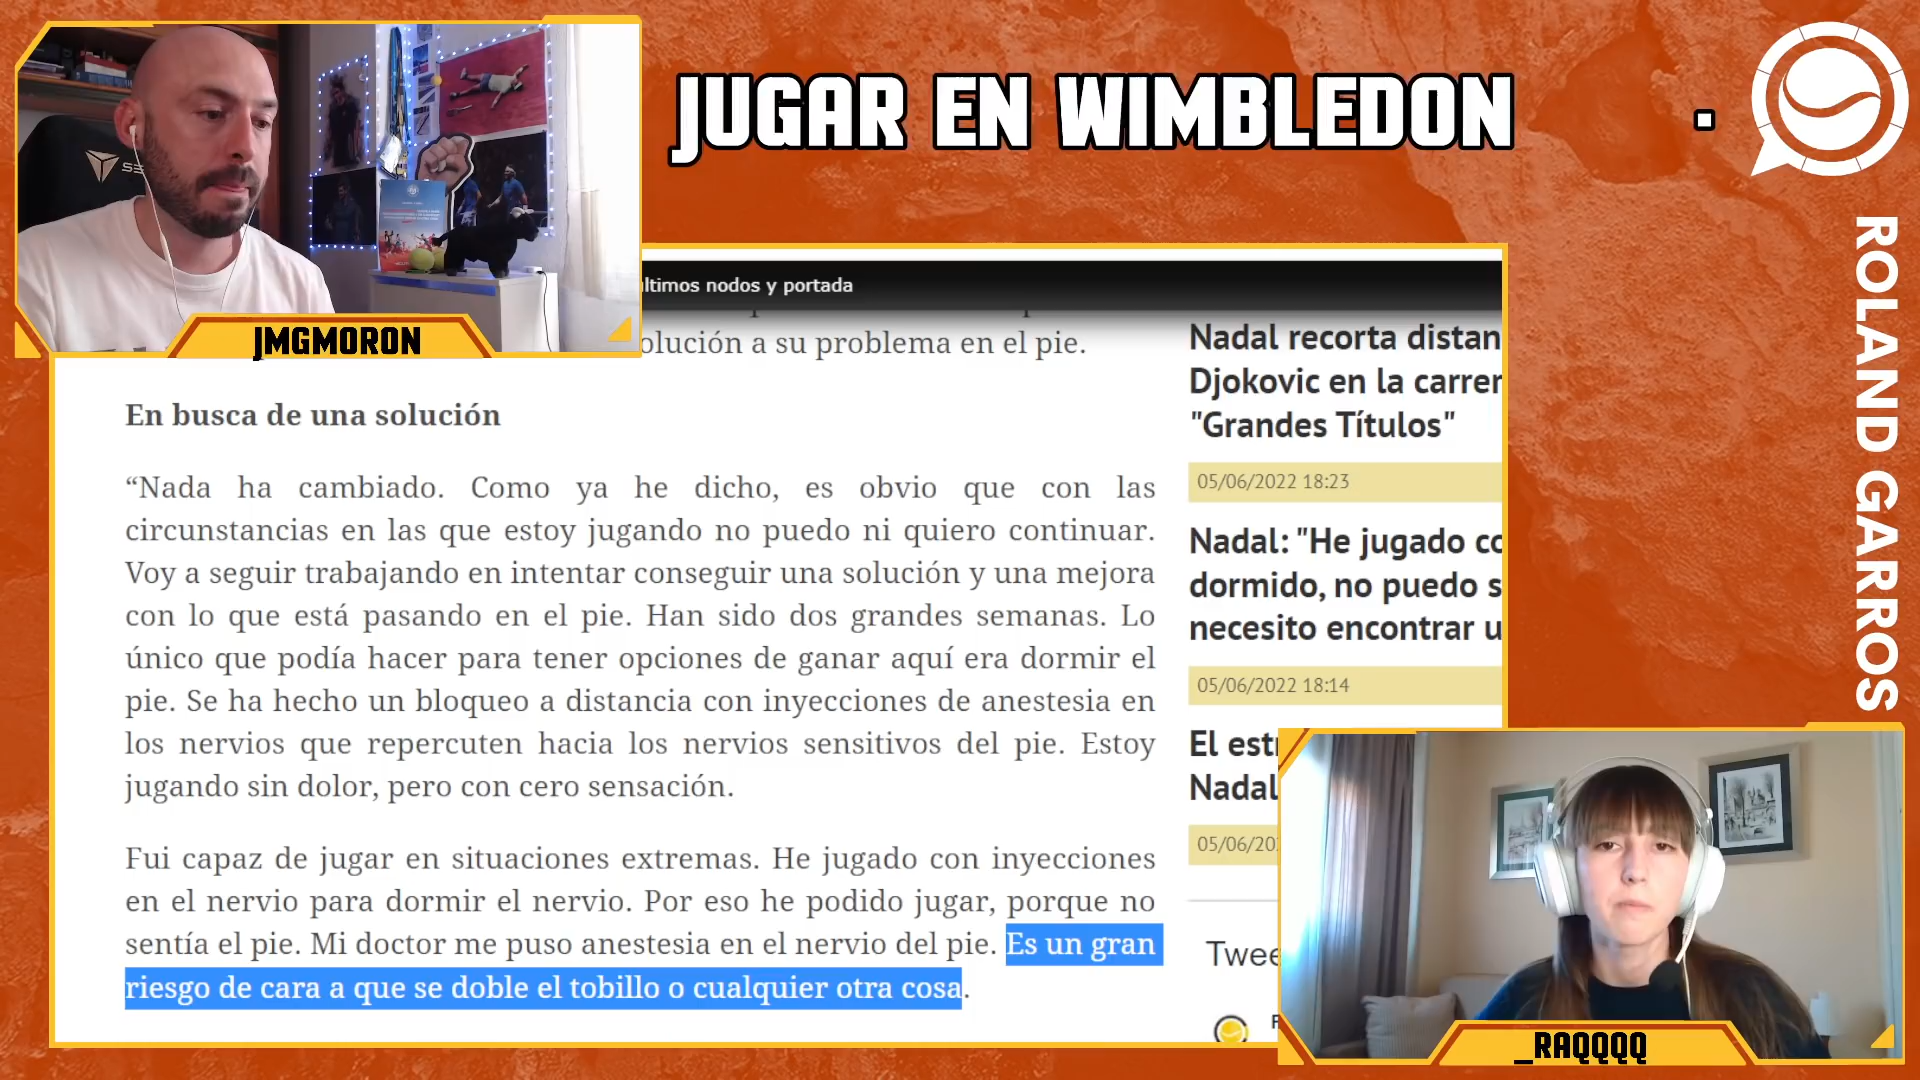 JUGAR EN WIMBLEDON .
ROLAND GARROS
JMGMORON
últimos nodos y portada
olución a su problema en el pie.
En busca de una solución
“Nada ha cambiado. Como ya he dicho, es obvio que con las
circunstancias en las que estoy jugando no puedo ni quiero continuar.
Voy a seguir trabajando en intentar conseguir una solución y una mejora
con lo que está pasando en el pie. Han sido dos grandes semanas. Lo
único que podía hacer para tener opciones de ganar aquí era dormir el
pie. Se ha hecho un bloqueo a distancia con inyecciones de anestesia en
los nervios que repercuten hacia los nervios sensitivos del pie. Estoy
jugando sin dolor, pero con cero sensación.
Fui capaz de jugar en situaciones extremas. He jugado con inyecciones
en el nervio para dormir el nervio. Por eso he podido jugar, porque no
sentía el pie. Mi doctor me puso anestesia en el nervio del pie. Es un gran
riesgo de cara a que se doble el tobillo o cualquier otra cosa.
Nadal recorta distan
Djokovic en la carrer
"Grandes Títulos"
05/06/2022 18:23
Nadal: "He jugado co
dormido, no puedo s
necesito encontrar u
05/06/2022 18:14
El est
Nadal
05/06/20
Twee
_RAQQQQ